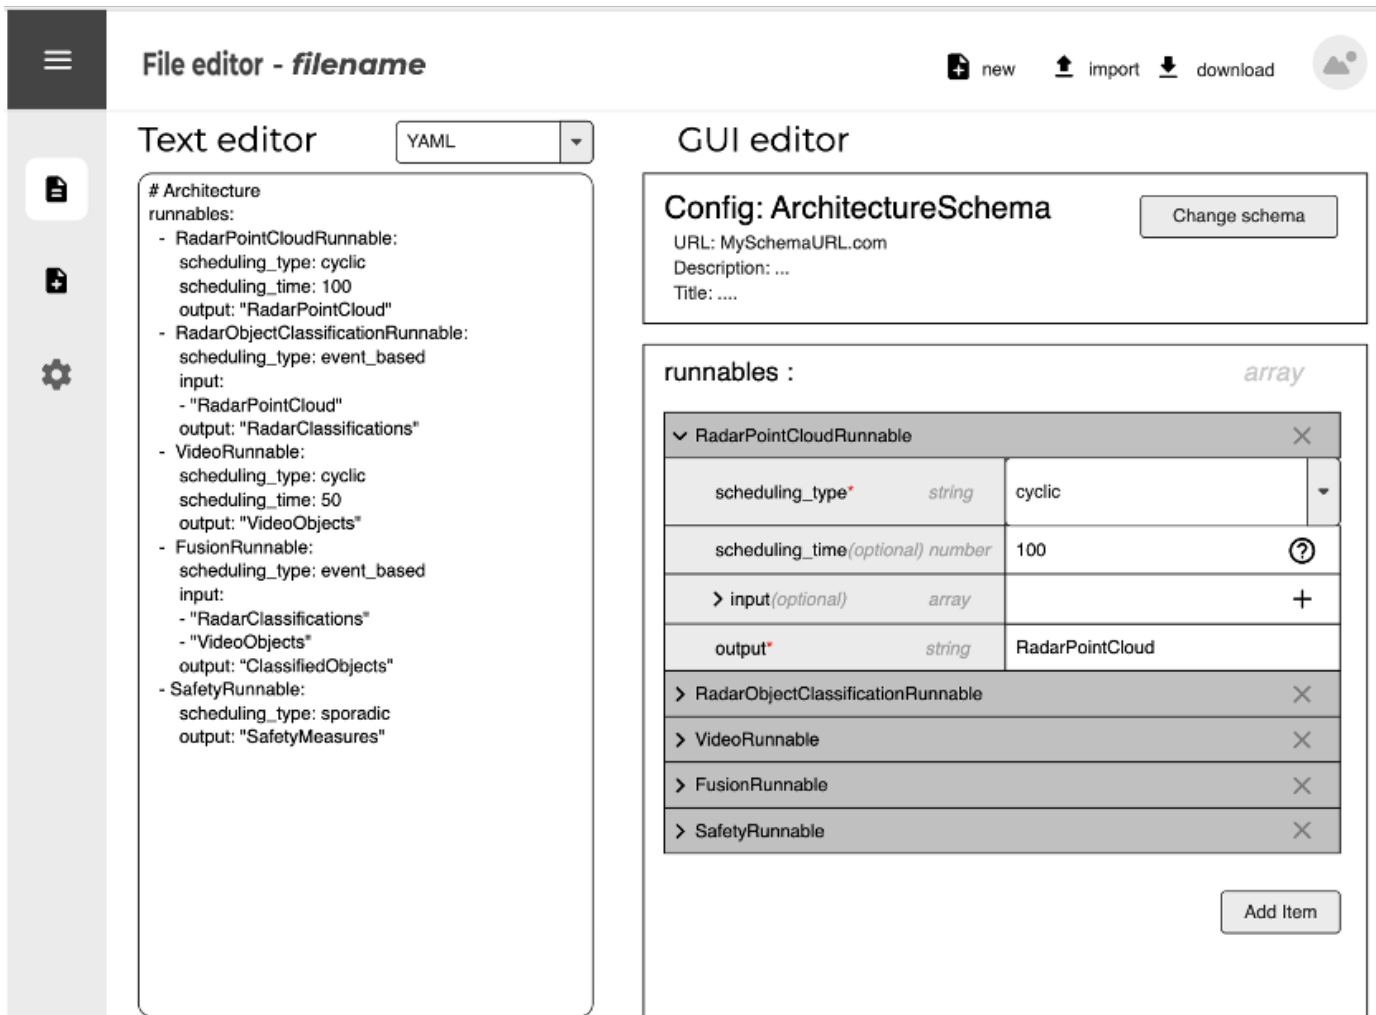 File editor - filename
new
import
download
Text editor
YAML
# Architecture
runnables:
- RadarPointCloudRunnable:
scheduling_type: cyclic
scheduling_time: 100
output: "RadarPointCloud"
- RadarObjectClassificationRunnable:
scheduling_type: event_based
input:
- "RadarPointCloud"
output: "RadarClassifications"
- VideoRunnable:
scheduling_type: cyclic
scheduling_time: 50
output: "VideoObjects"
- FusionRunnable:
scheduling_type: event_based
input:
- "RadarClassifications"
- "VideoObjects"
output: "ClassifiedObjects"
- SafetyRunnable:
scheduling_type: sporadic
output: "SafetyMeasures"
GUI editor
Config: ArchitectureSchema
Change schema
URL: MySchemaURL.com
Description: ...
Title: ....
runnables : array
RadarPointCloudRunnable
scheduling_type* string cyclic
scheduling_time(optional) number 100
input(optional) array
output* string RadarPointCloud
RadarObjectClassificationRunnable
VideoRunnable
FusionRunnable
SafetyRunnable
Add Item